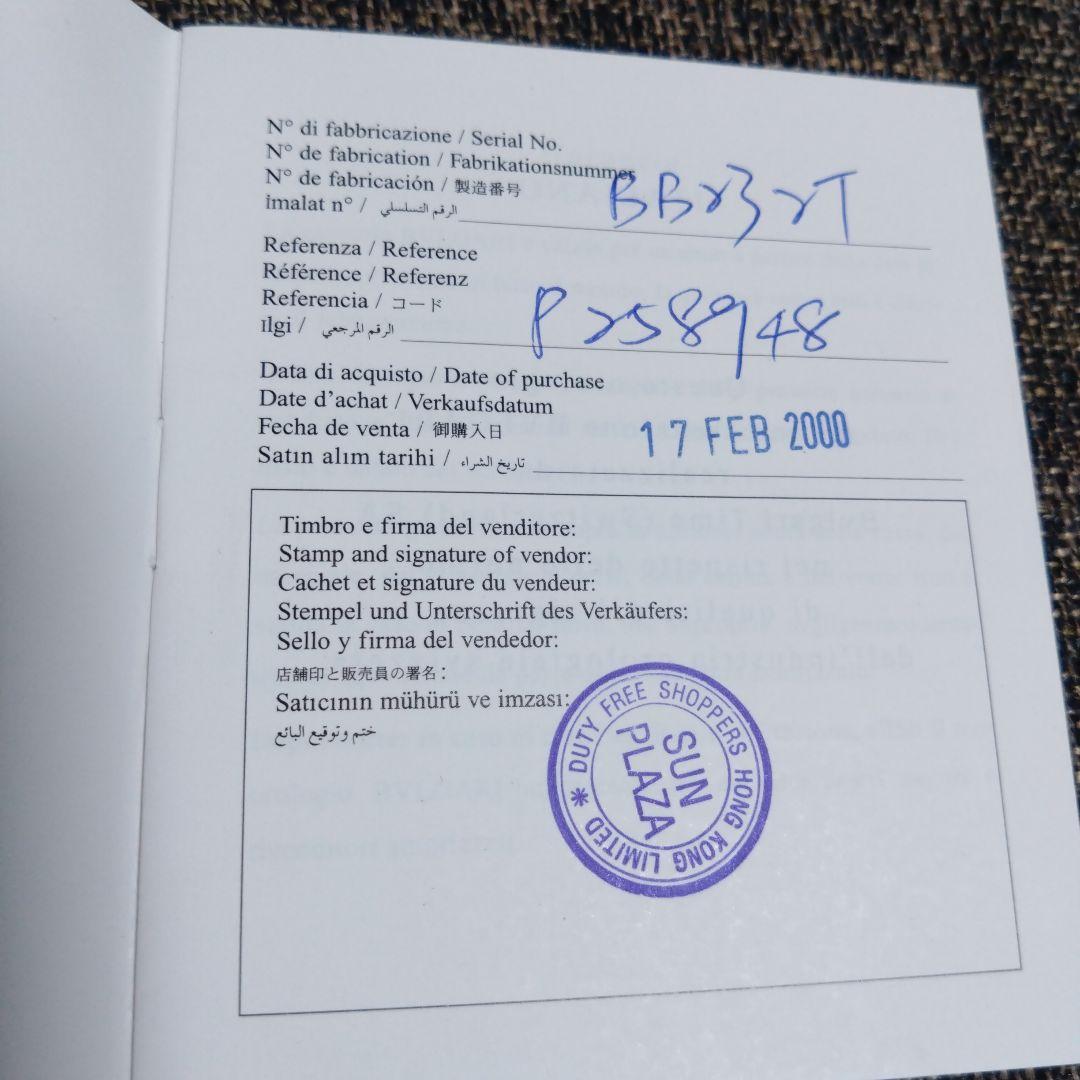 N° di fabbricazione / Serial No.
N° de fabrication / Fabrikationsnummer
N° de fabricación / 製造番号
İmalat n° / الرقم التسلسلي BB23 2T
Referenza / Reference
Référence / Referenz
Referencia / コード
Ilgi / الرقم المرجعي P258948
Data di acquisto / Date of purchase
Date d'achat / Verkaufsdatum
Fecha de venta / 御購入日
Satın alım tarihi / تاريخ الشراء 17 FEB 2000
Timbro e firma del venditore:
Stamp and signature of vendor:
Cachet et signature du vendeur:
Stempel und Unterschrift des Verkäufers:
Sello y firma del vendedor:
店舗印と販売員の署名:
Satıcının mühürü ve imzası:
ختم وتوقيع البائع
DUTY FREE SHOPPERS HONG KONG LIMITED *
SUN
PLAZA